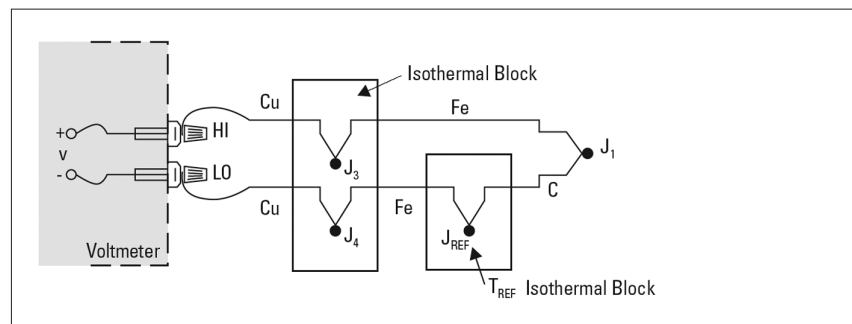 Isothermal Block
Cu
Fe
+
HI
V
J3
J1
-
LO
Cu
Fe
C
J4
JREF
Voltmeter
TREF Isothermal Block